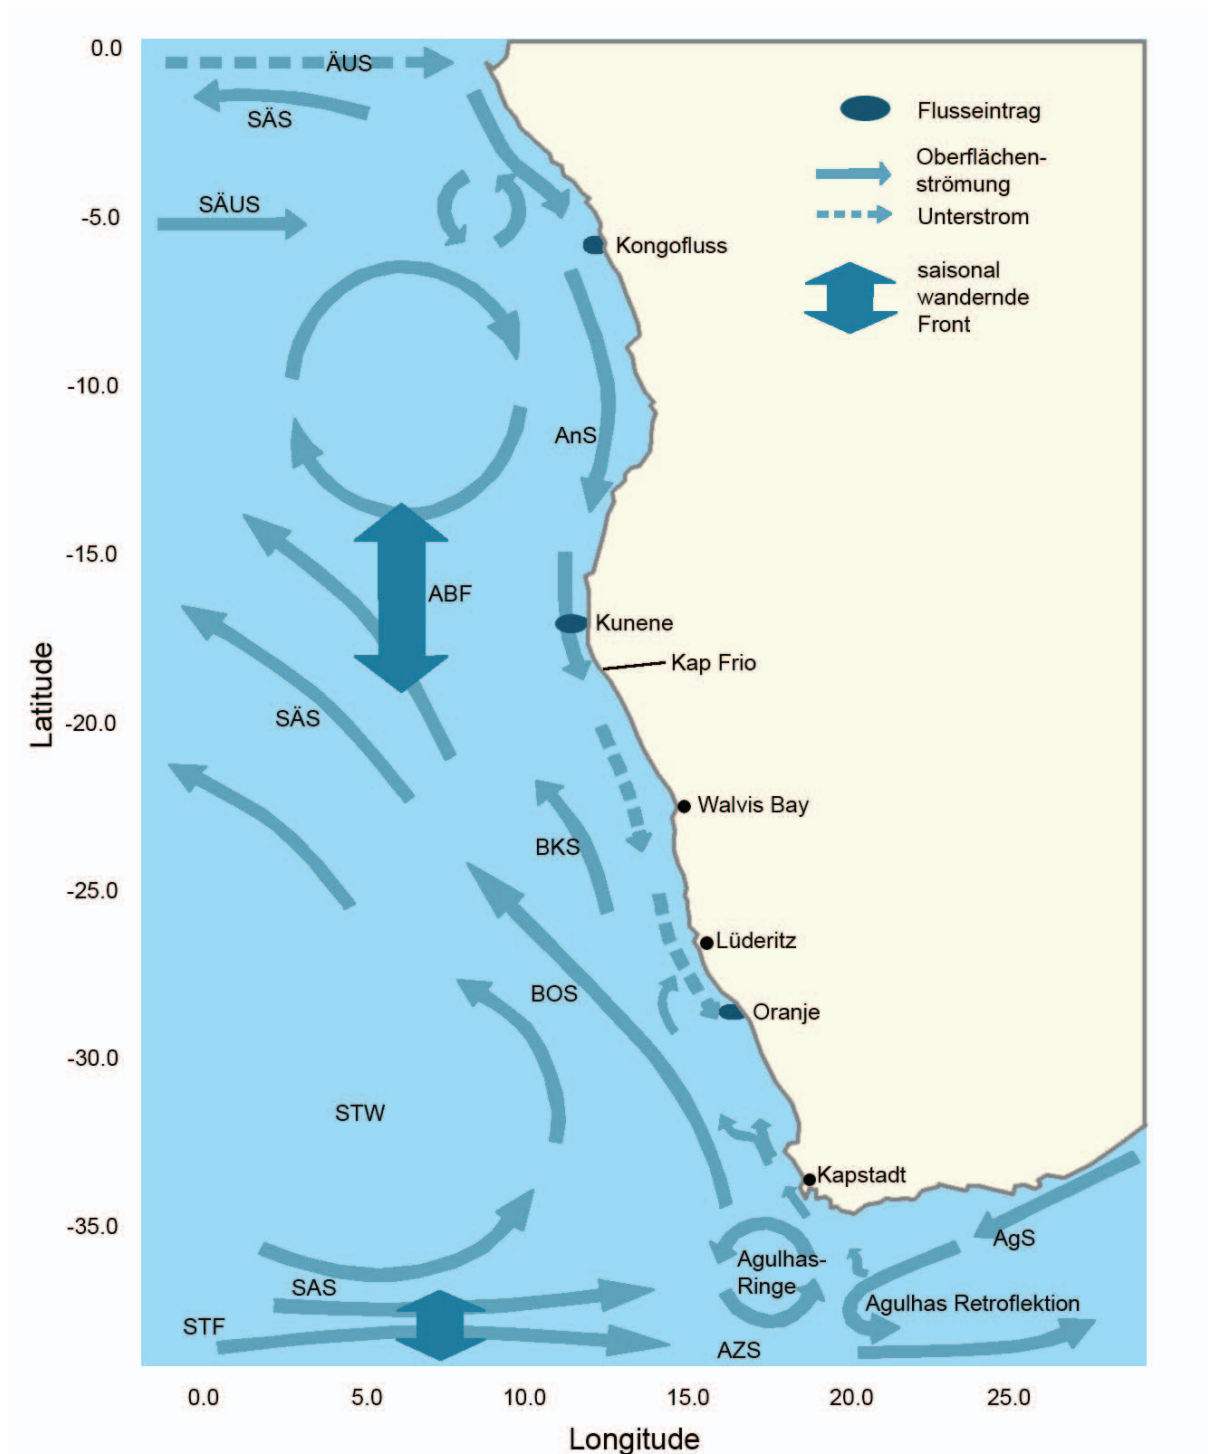 0.0
ÄUS
SÄS
Flusseintrag
Oberflächen-
strömung
Unterstrom
saisonal
wandernde
Front
-5.0
SÄUS
Kongofluss
-10.0
AnS
-15.0
ABF
Kunene
Kap Frio
Latitude
-20.0
SÄS
Walvis Bay
BKS
-25.0
Lüderitz
BOS
Oranje
-30.0
STW
Kapstadt
-35.0
AgS
Agulhas-
Ringe
SAS
Agulhas Retroflektion
STF
AZS
0.0
5.0
10.0
15.0
20.0
25.0
Longitude